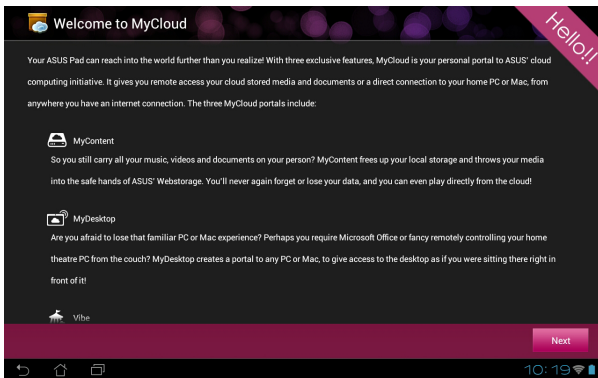 Welcome to MyCloud
Hello!!
Your ASUS Pad can reach into the world further than you realize! With three exclusive features, MyCloud is your personal portal to ASUS' cloud
computing initiative. It gives you remote access your cloud stored media and documents or a direct connection to your home PC or Mac, from
anywhere you have an internet connection. The three MyCloud portals include:
MyContent
So you still carry all your music, videos and documents on your person? MyContent frees up your local storage and throws your media
into the safe hands of ASUS' Webstorage. You'll never again forget or lose your data, and you can even play directly from the cloud!
MyDesktop
Are you afraid to lose that familiar PC or Mac experience? Perhaps you require Microsoft Office or fancy remotely controlling your home
theatre PC from the couch? MyDesktop creates a portal to any PC or Mac, to give access to the desktop as if you were sitting there right in
front of it!
Vibe
Next
10:19